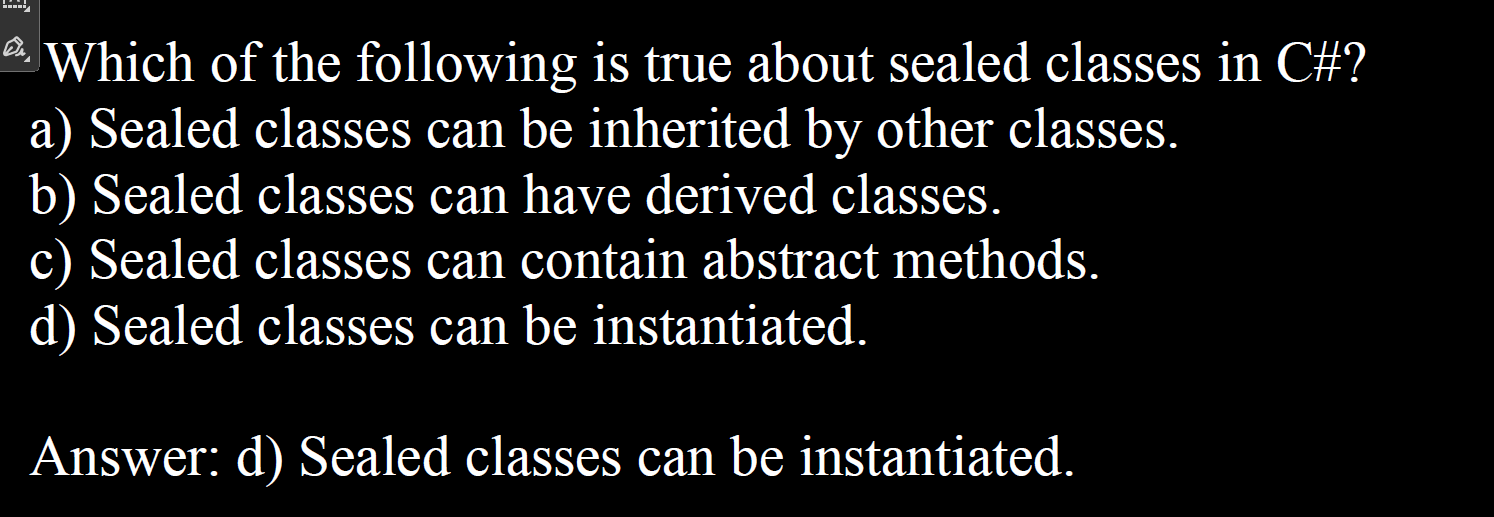 Which of the following is true about sealed classes in C#?
a) Sealed classes can be inherited by other classes.
b) Sealed classes can have derived classes.
c) Sealed classes can contain abstract methods.
d) Sealed classes can be instantiated.
Answer: d) Sealed classes can be instantiated.